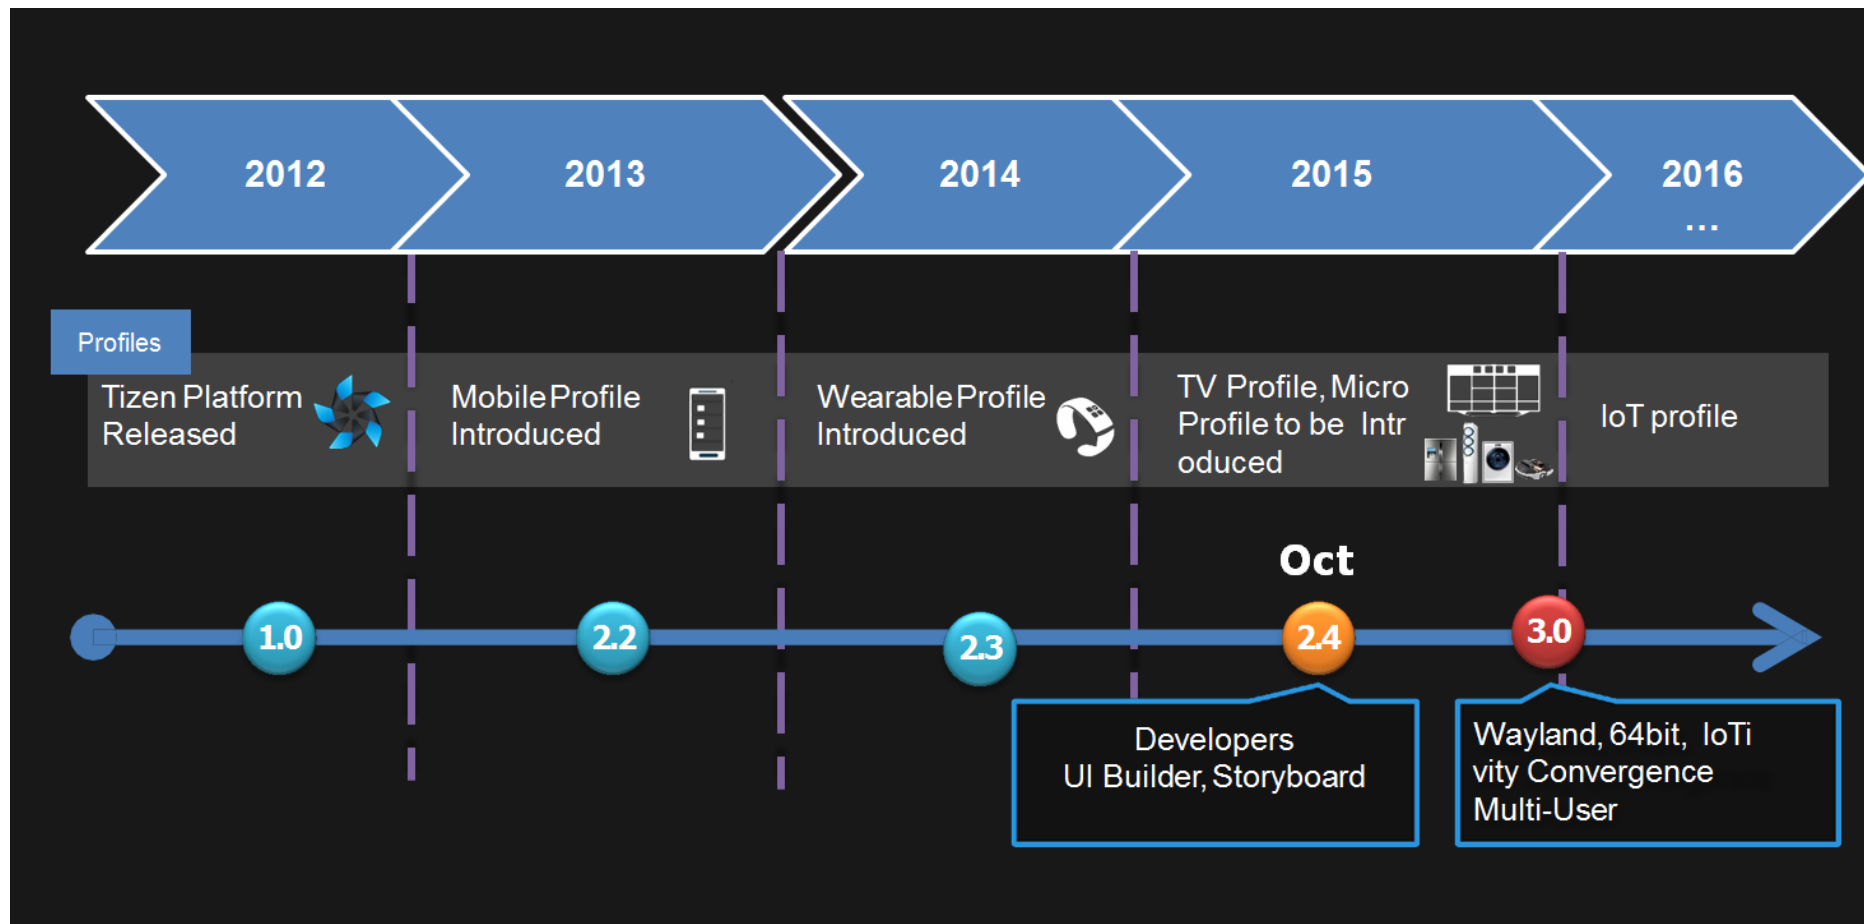 2012
2013
2014
2015
2016
...
Profiles
Tizen Platform
Released
Mobile Profile
Introduced
Wearable Profile
Introduced
TV Profile, Micro
Profile to be Intr
oduced
IoT profile
Oct
1.0
2.2
2.3
2.4
3.0
Developers
UI Builder, Storyboard
Wayland, 64bit, IoTi
vity Convergence
Multi-User